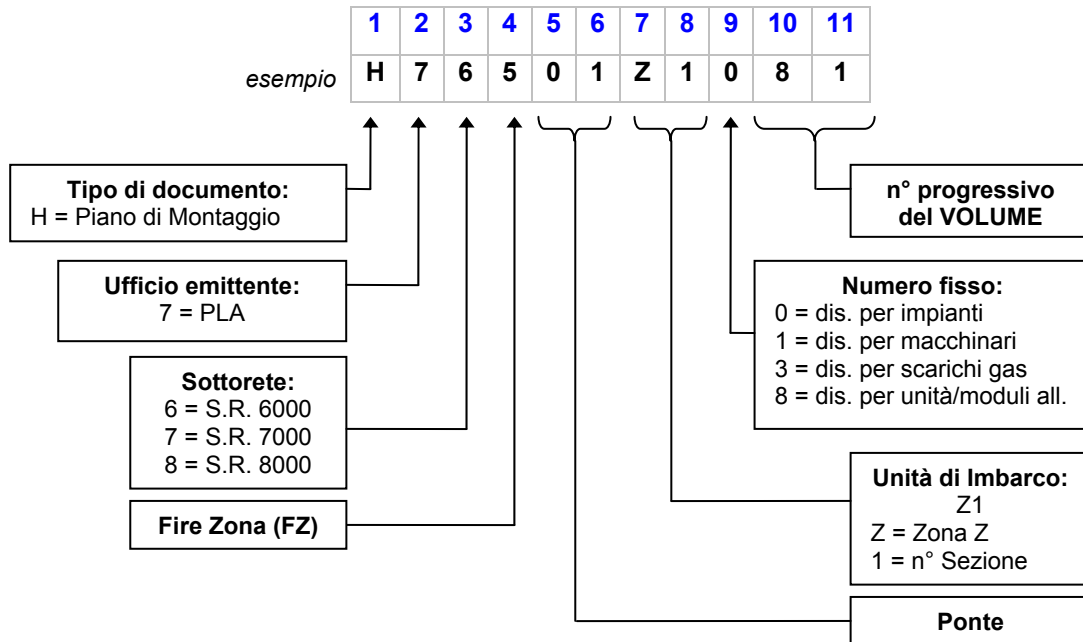 1 2 3 4 5 6 7 8 9 10 11
esempio H 7 6 5 0 1 Z 1 0 8 1
Tipo di documento:
H = Piano di Montaggio
Ufficio emittente:
7 = PLA
Sottorete:
6 = S.R. 6000
7 = S.R. 7000
8 = S.R. 8000
Fire Zona (FZ)
n° progressivo
del VOLUME
Numero fisso:
0 = dis. per impianti
1 = dis. per macchinari
3 = dis. per scarichi gas
8 = dis. per unità/moduli all.
Unità di Imbarco:
Z1
Z = Zona Z
1 = n° Sezione
Ponte